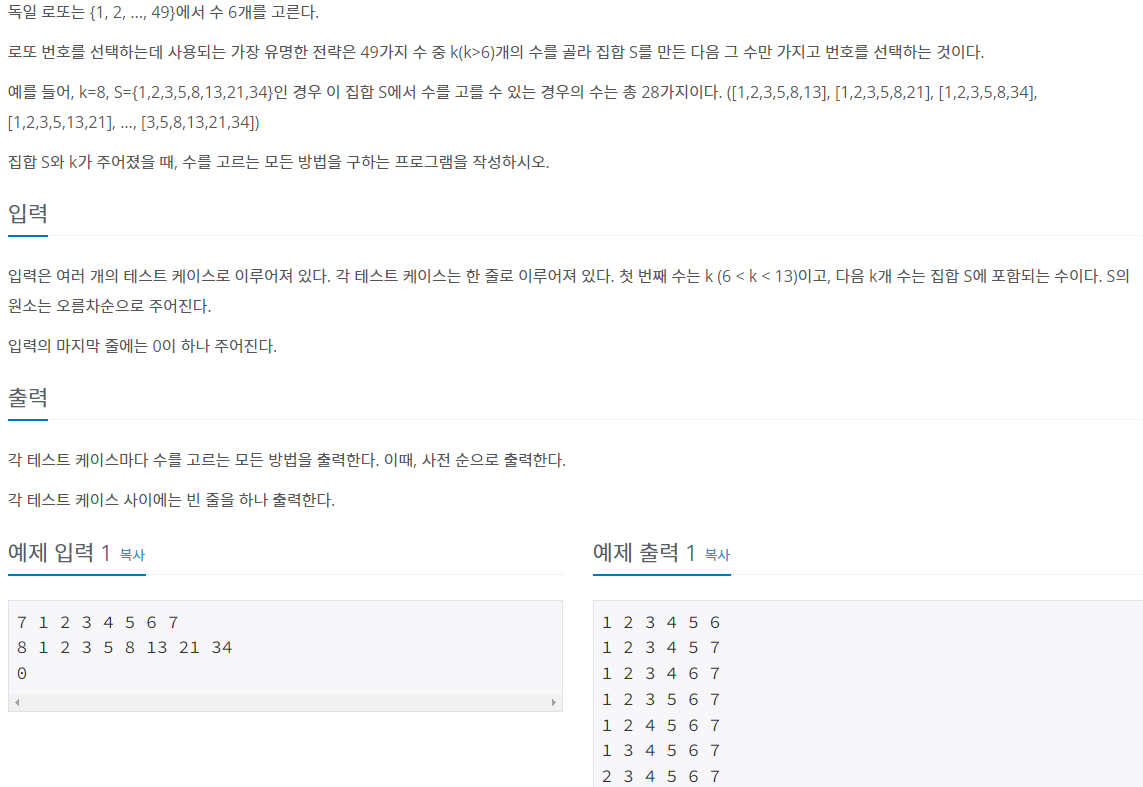 독일 로또는 {1, 2, ..., 49}에서 수 6개를 고른다.
로또 번호를 선택하는데 사용되는 가장 유명한 전략은 49가지 수 중 k(k>6)개의 수를 골라 집합 S를 만든 다음 그 수만 가지고 번호를 선택하는 것이다.
예를 들어, k=8, S={1,2,3,5,8,13,21,34}인 경우 이 집합 S에서 수를 고를 수 있는 경우의 수는 총 28가지이다. ([1,2,3,5,8,13], [1,2,3,5,8,21], [1,2,3,5,8,34],
[1,2,3,5,13,21], ..., [3,5,8,13,21,34])
집합 S와 k가 주어졌을 때, 수를 고르는 모든 방법을 구하는 프로그램을 작성하시오.
입력
입력은 여러 개의 테스트 케이스로 이루어져 있다. 각 테스트 케이스는 한 줄로 이루어져 있다. 첫 번째 수는 k (6 < k < 13)이고, 다음 k개 수는 집합 S에 포함되는 수이다. S의
원소는 오름차순으로 주어진다.
입력의 마지막 줄에는 0이 하나 주어진다.
출력
각 테스트 케이스마다 수를 고르는 모든 방법을 출력한다. 이때, 사전 순으로 출력한다.
각 테스트 케이스 사이에는 빈 줄을 하나 출력한다.
예제 입력 1 복사
7 1 2 3 4 5 6 7
8 1 2 3 5 8 13 21 34
0
예제 출력 1 복사
1 2 3 4 5 6
1 2 3 4 5 7
1 2 3 4 6 7
1 2 3 5 6 7
1 2 4 5 6 7
1 3 4 5 6 7
2 3 4 5 6 7